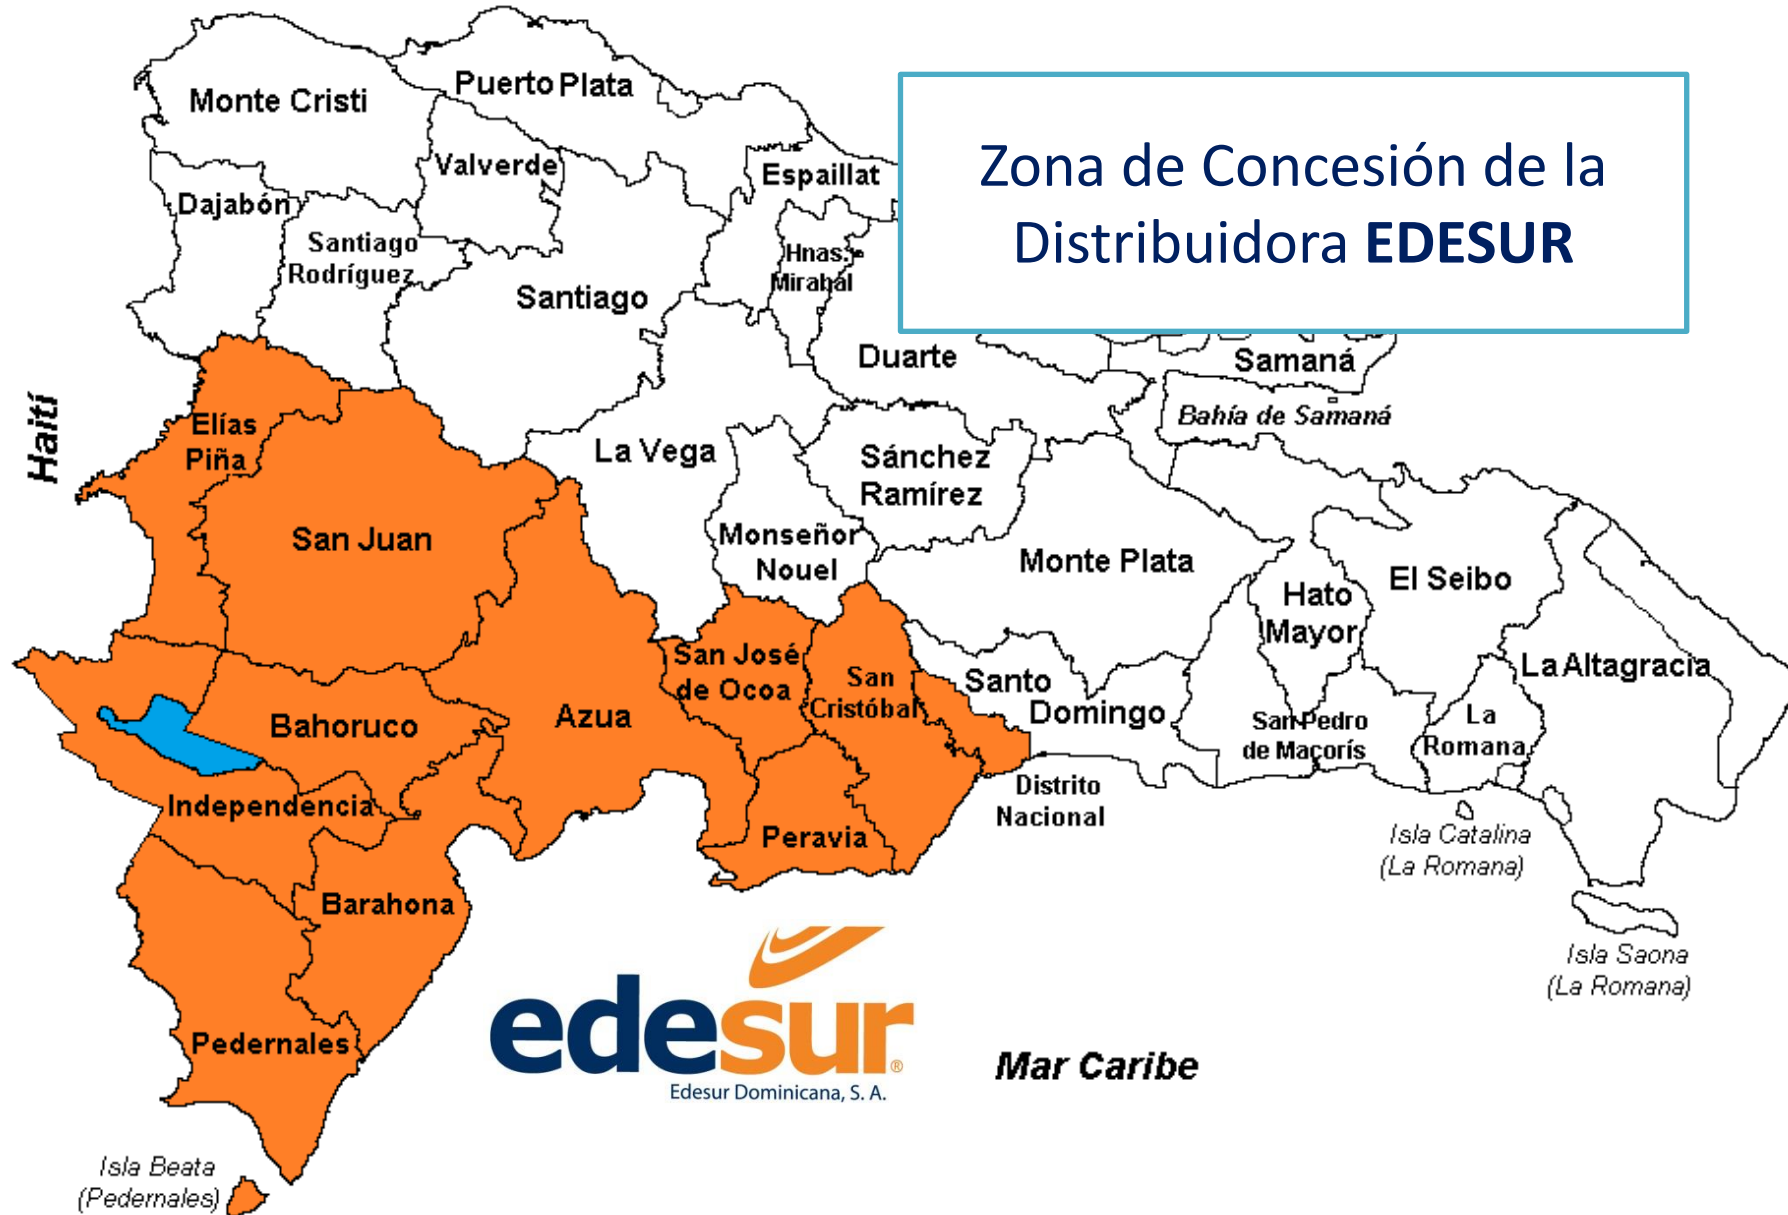 Zona de Concesión de la
Distribuidora EDESUR
Monte Cristi
Puerto Plata
Valverde
Espaillat
Dajabón
Santiago
Rodríguez
Hnas.
Mirabal
Santiago
Duarte
Samaná
Bahía de Samaná
Haití
Elías
Piña
La Vega
Sánchez
Ramírez
San Juan
Monseñor
Nouel
Monte Plata
Hato
Mayor
El Seibo
San José
de Ocoa
San
Cristóbal
Santo
Domingo
La Altagracia
Bahoruco
Azua
San Pedro
de Macorís
La
Romana
Independencia
Peravia
Distrito
Nacional
Isla Catalina
(La Romana)
Barahona
Isla Saona
(La Romana)
Pedernales
edesur®
Edesur Dominicana, S. A.
Mar Caribe
Isla Beata
(Pedernales)